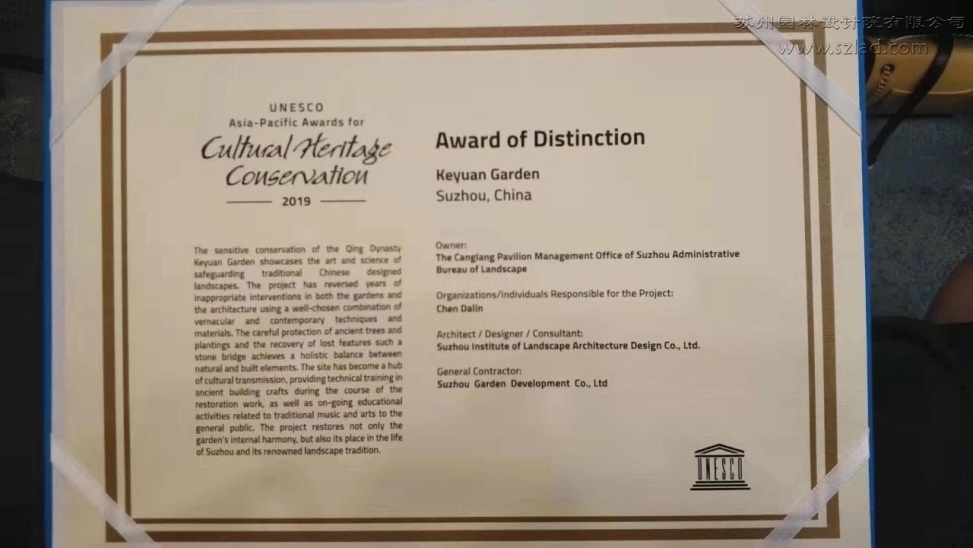 苏州园林设计院有限公司
www.szlad.com
UNESCO
Asia-Pacific Awards for
Cultural Heritage
Conservation
2019
The sensitive conservation of the Qing Dynasty
Keyuan Garden showcases the art and science of
safeguarding traditional Chinese designed
landscapes. The project has reversed years of
inappropriate interventions in both the gardens and
the architecture using a well-chosen combination of
vernacular and contemporary techniques and
materials. The careful protection of ancient trees and
plantings and the recovery of lost features such a
stone bridge achieves a holistic balance between
natural and built elements. The site has become a hub
of cultural transmission, providing technical training in
ancient building crafts during the course of the
restoration work, as well as on-going educational
activities related to traditional music and arts to the
general public. The project restores not only the
garden's internal harmony, but also its place in the life
of Suzhou and its renowned landscape tradition.
Award of Distinction
Keyuan Garden
Suzhou, China
Owner:
The Canglang Pavilion Management Office of Suzhou Administrative
Bureau of Landscape
Organizations/Individuals Responsible for the Project:
Chen Dalin
Architect / Designer / Consultant:
Suzhou Institute of Landscape Architecture Design Co., Ltd.
General Contractor:
Suzhou Garden Development Co., Ltd
UNESCO